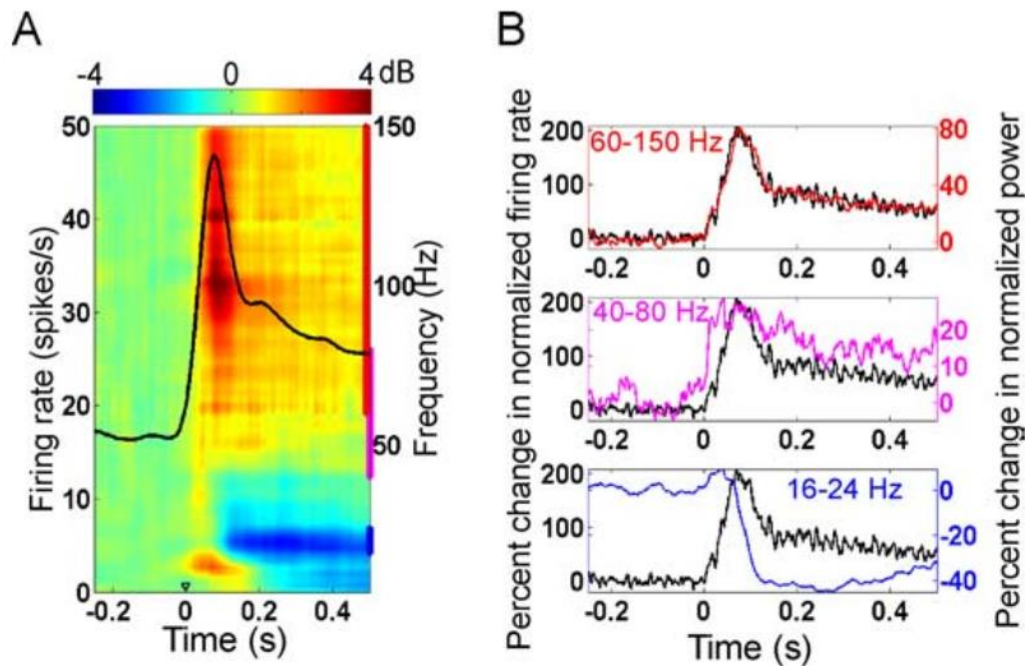 A
-4 0 4 dB
Firing rate (spikes/s)
50
40
30
20
10
0
150
100
50
Frequency (Hz)
-0.2 0 0.2 0.4
Time (s)
B
Percent change in normalized firing rate
Percent change in normalized power
60-150 Hz
200
100
0
80
40
0
-0.2 0 0.2 0.4
40-80 Hz
200
100
0
20
10
0
-0.2 0 0.2 0.4
16-24 Hz
200
100
0
0
-20
-40
-0.2 0 0.2 0.4
Time (s)